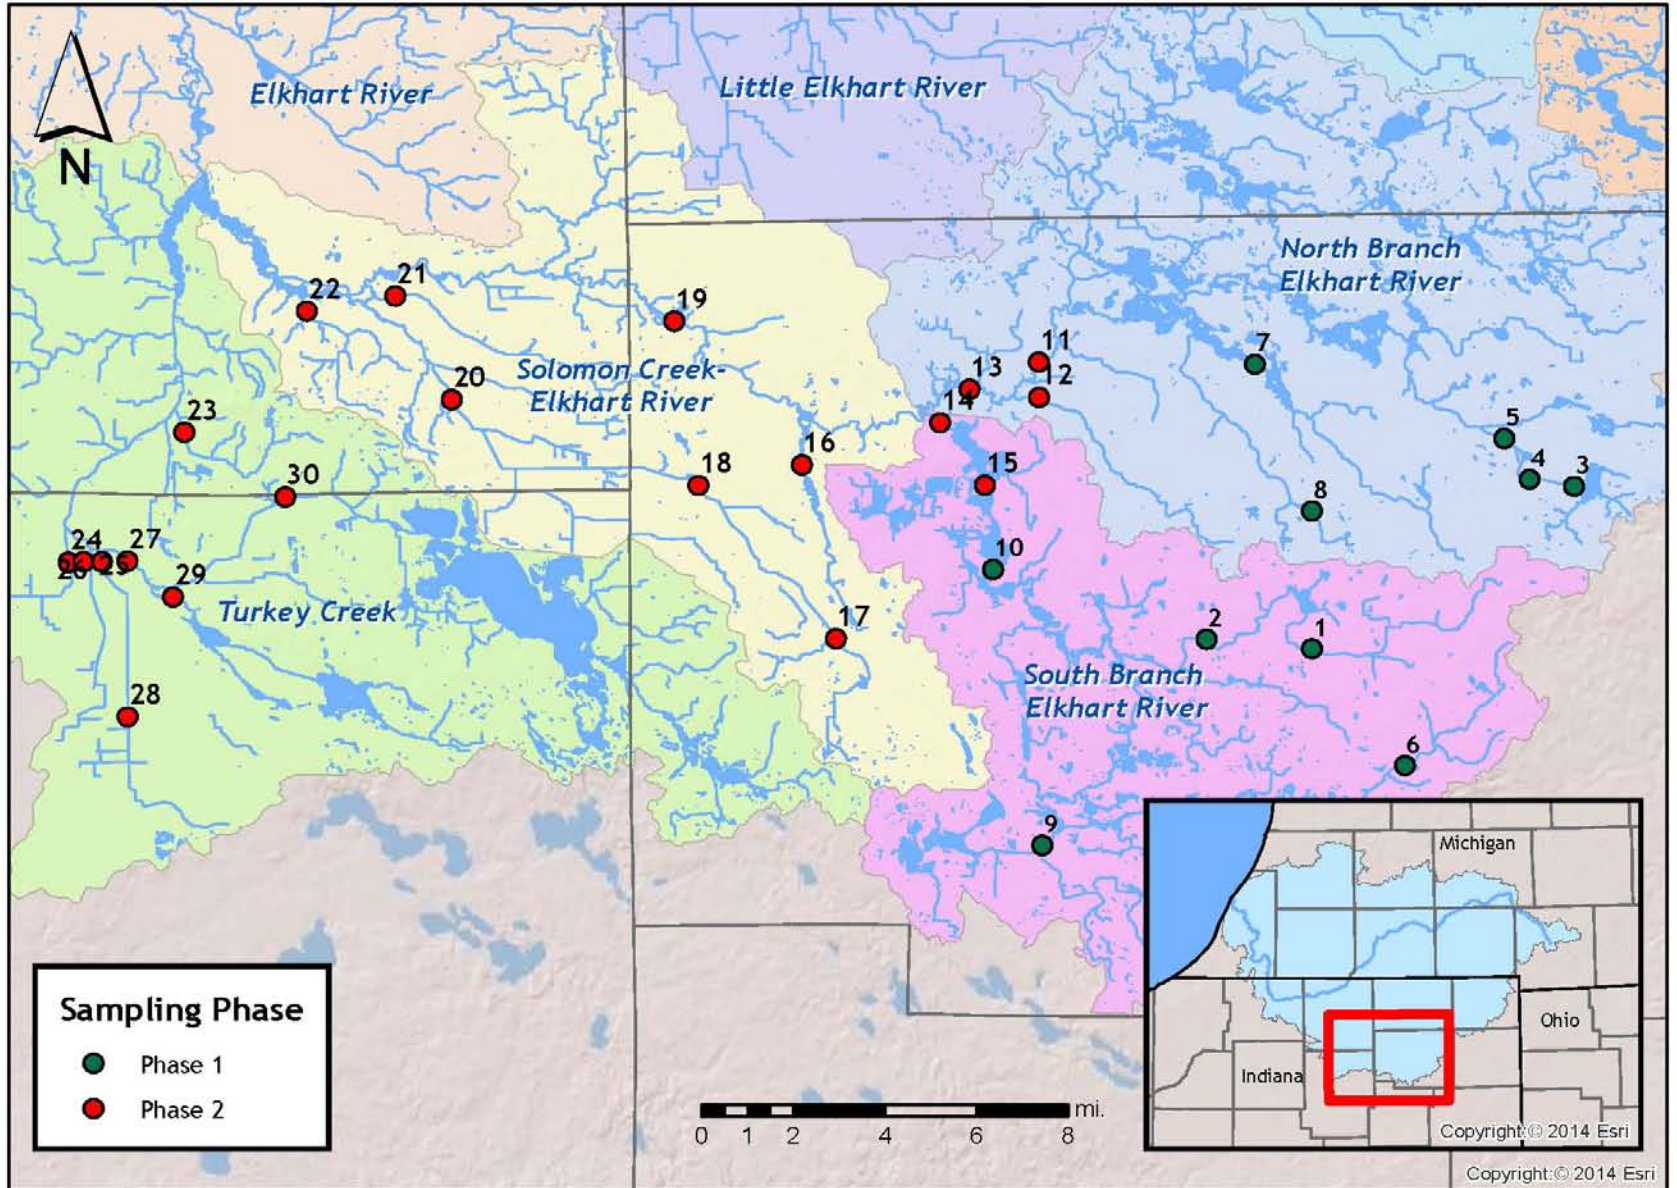 Elkhart River
Little Elkhart River
N
North Branch
Elkhart River
21
22
19
11
7
13
12
20
Solomon Creek-
Elkhart River
14
23
5
16
4
3
18
15
30
8
24
27
10
26
25
29
Turkey Creek
17
2
1
South Branch
Elkhart River
28
6
9
Michigan
Sampling Phase
Phase 1
Phase 2
Ohio
Indiana
mi.
0 1 2 4 6 8
Copyright:© 2014 Esri
Copyright:© 2014 Esri